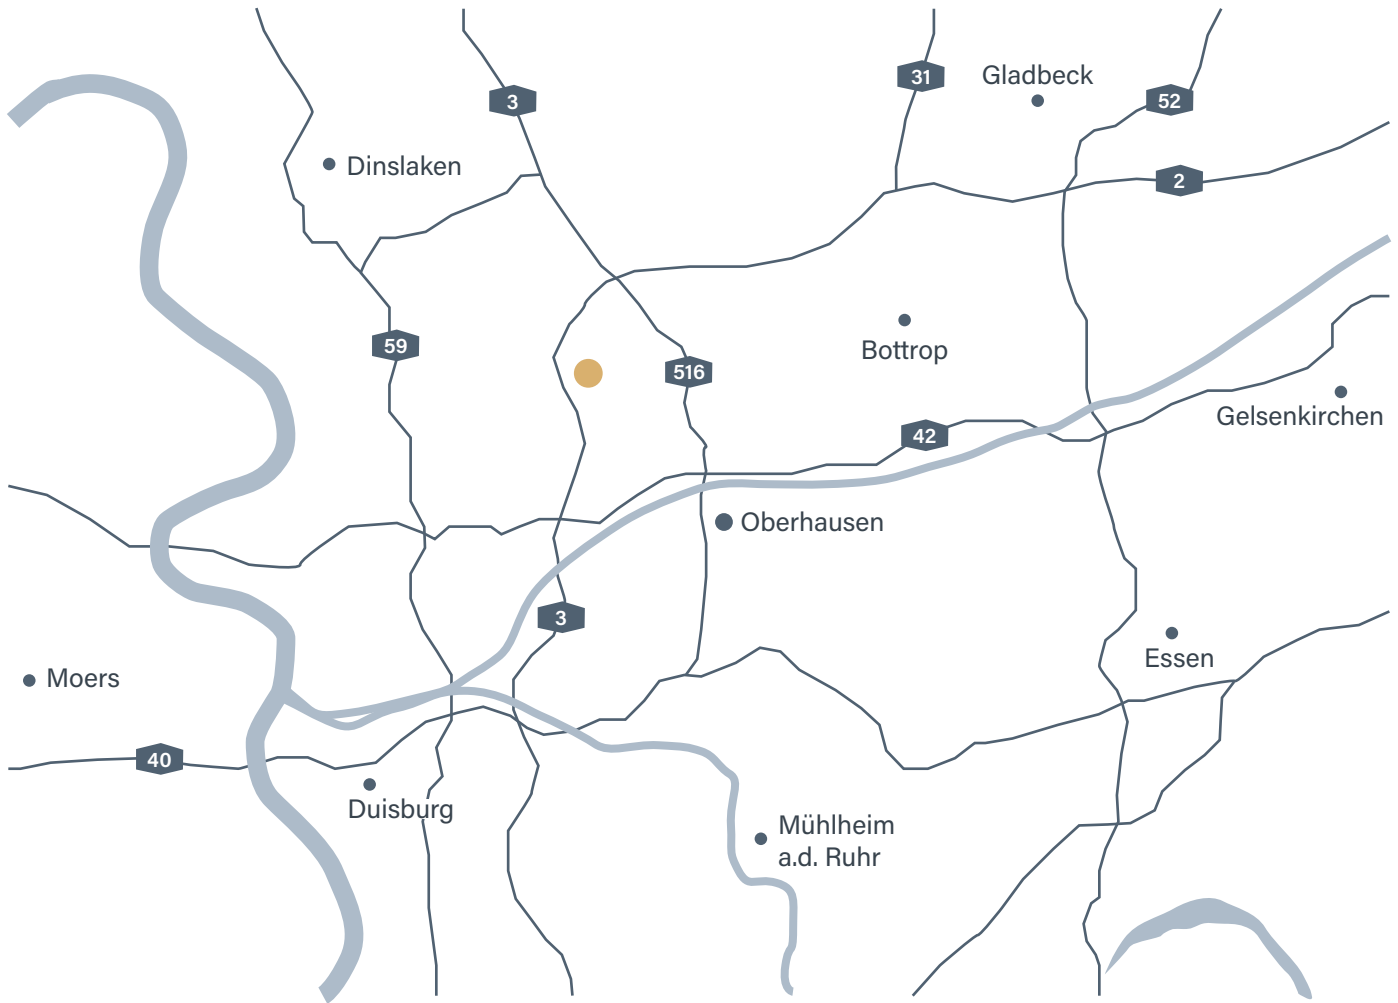 31
Gladbeck
3
52
Dinslaken
2
59
Bottrop
516
Gelsenkirchen
42
Oberhausen
3
Essen
Moers
40
Duisburg
Mühlheim
a.d. Ruhr